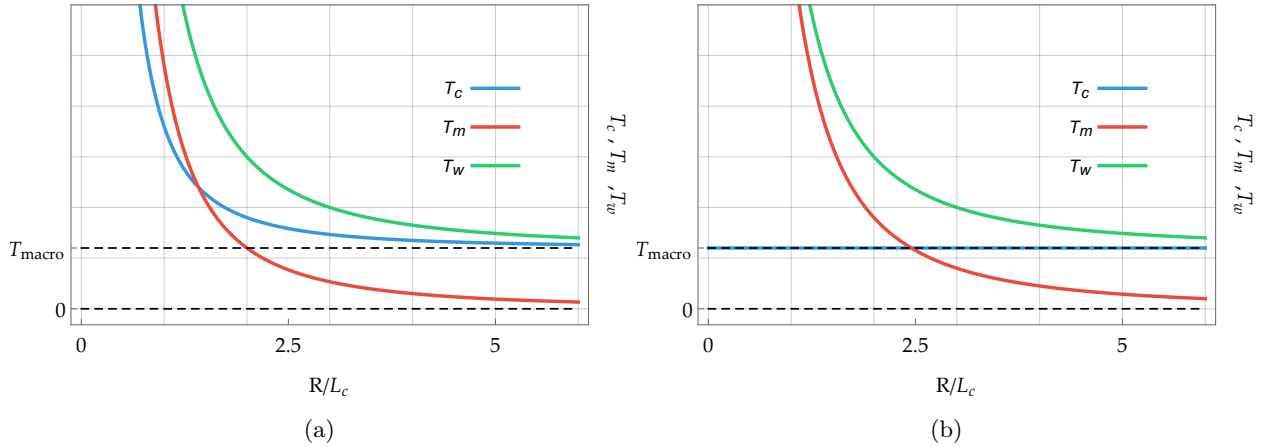 T_c
T_m
T_w
T_macro
0
0
2.5
5
R/L_c
T_c , T_m ,T_w
(a)
T_c
T_m
T_w
T_macro
0
0
2.5
5
R/L_c
T_c , T_m ,T_w
(b)